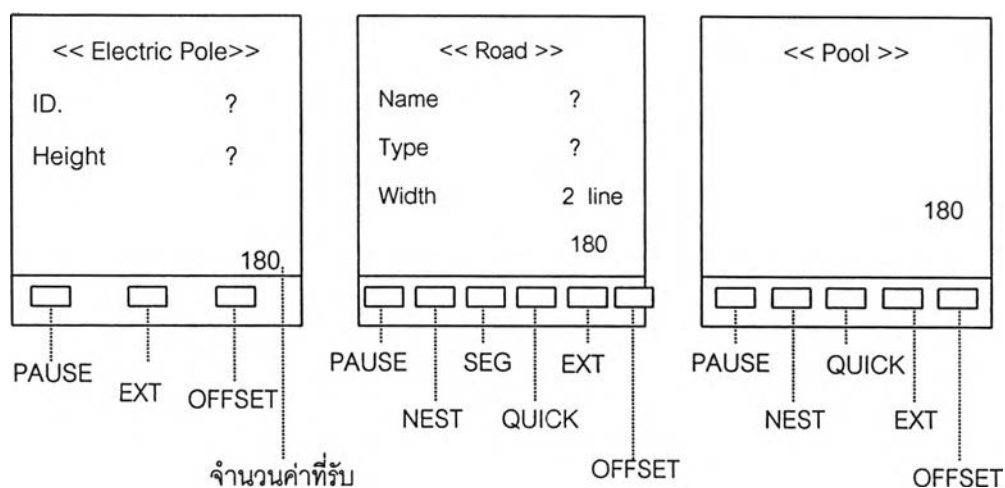 << Electric Pole>>
ID. ?
Height ?
180
PAUSE
EXT
OFFSET
จำนวนค่าที่รับ
<< Road >>
Name ?
Type ?
Width 2 line
180
PAUSE SEG EXT
NEST QUICK
OFFSET
<< Pool >>
180
PAUSE QUICK
NEST EXT
OFFSET